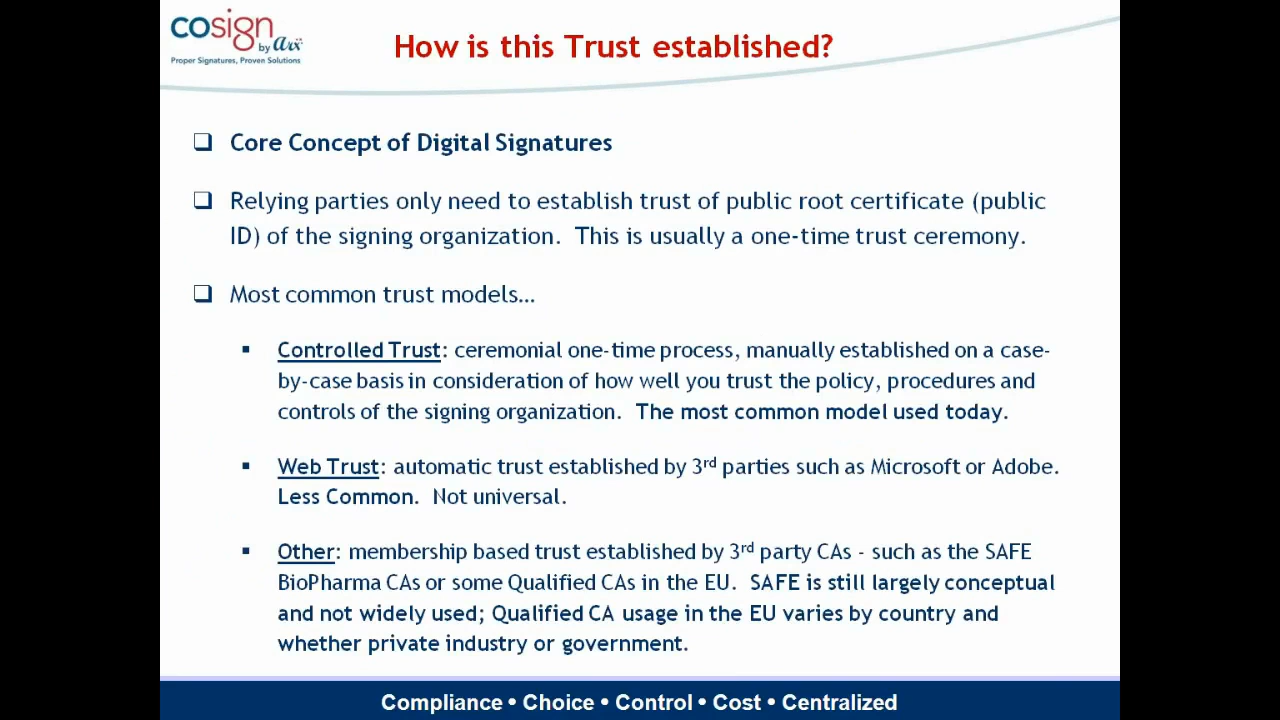 cosign
by arx
Proper Signatures, Proven Solutions
How is this Trust established?
❑ Core Concept of Digital Signatures
❑ Relying parties only need to establish trust of public root certificate (public
ID) of the signing organization. This is usually a one-time trust ceremony.
❑ Most common trust models…
▪ Controlled Trust: ceremonial one-time process, manually established on a case-
by-case basis in consideration of how well you trust the policy, procedures and
controls of the signing organization. The most common model used today.
▪ Web Trust: automatic trust established by 3rd parties such as Microsoft or Adobe.
Less Common. Not universal.
▪ Other: membership based trust established by 3rd party CAs - such as the SAFE
BioPharma CAs or some Qualified CAs in the EU. SAFE is still largely conceptual
and not widely used; Qualified CA usage in the EU varies by country and
whether private industry or government.
Compliance • Choice • Control • Cost • Centralized